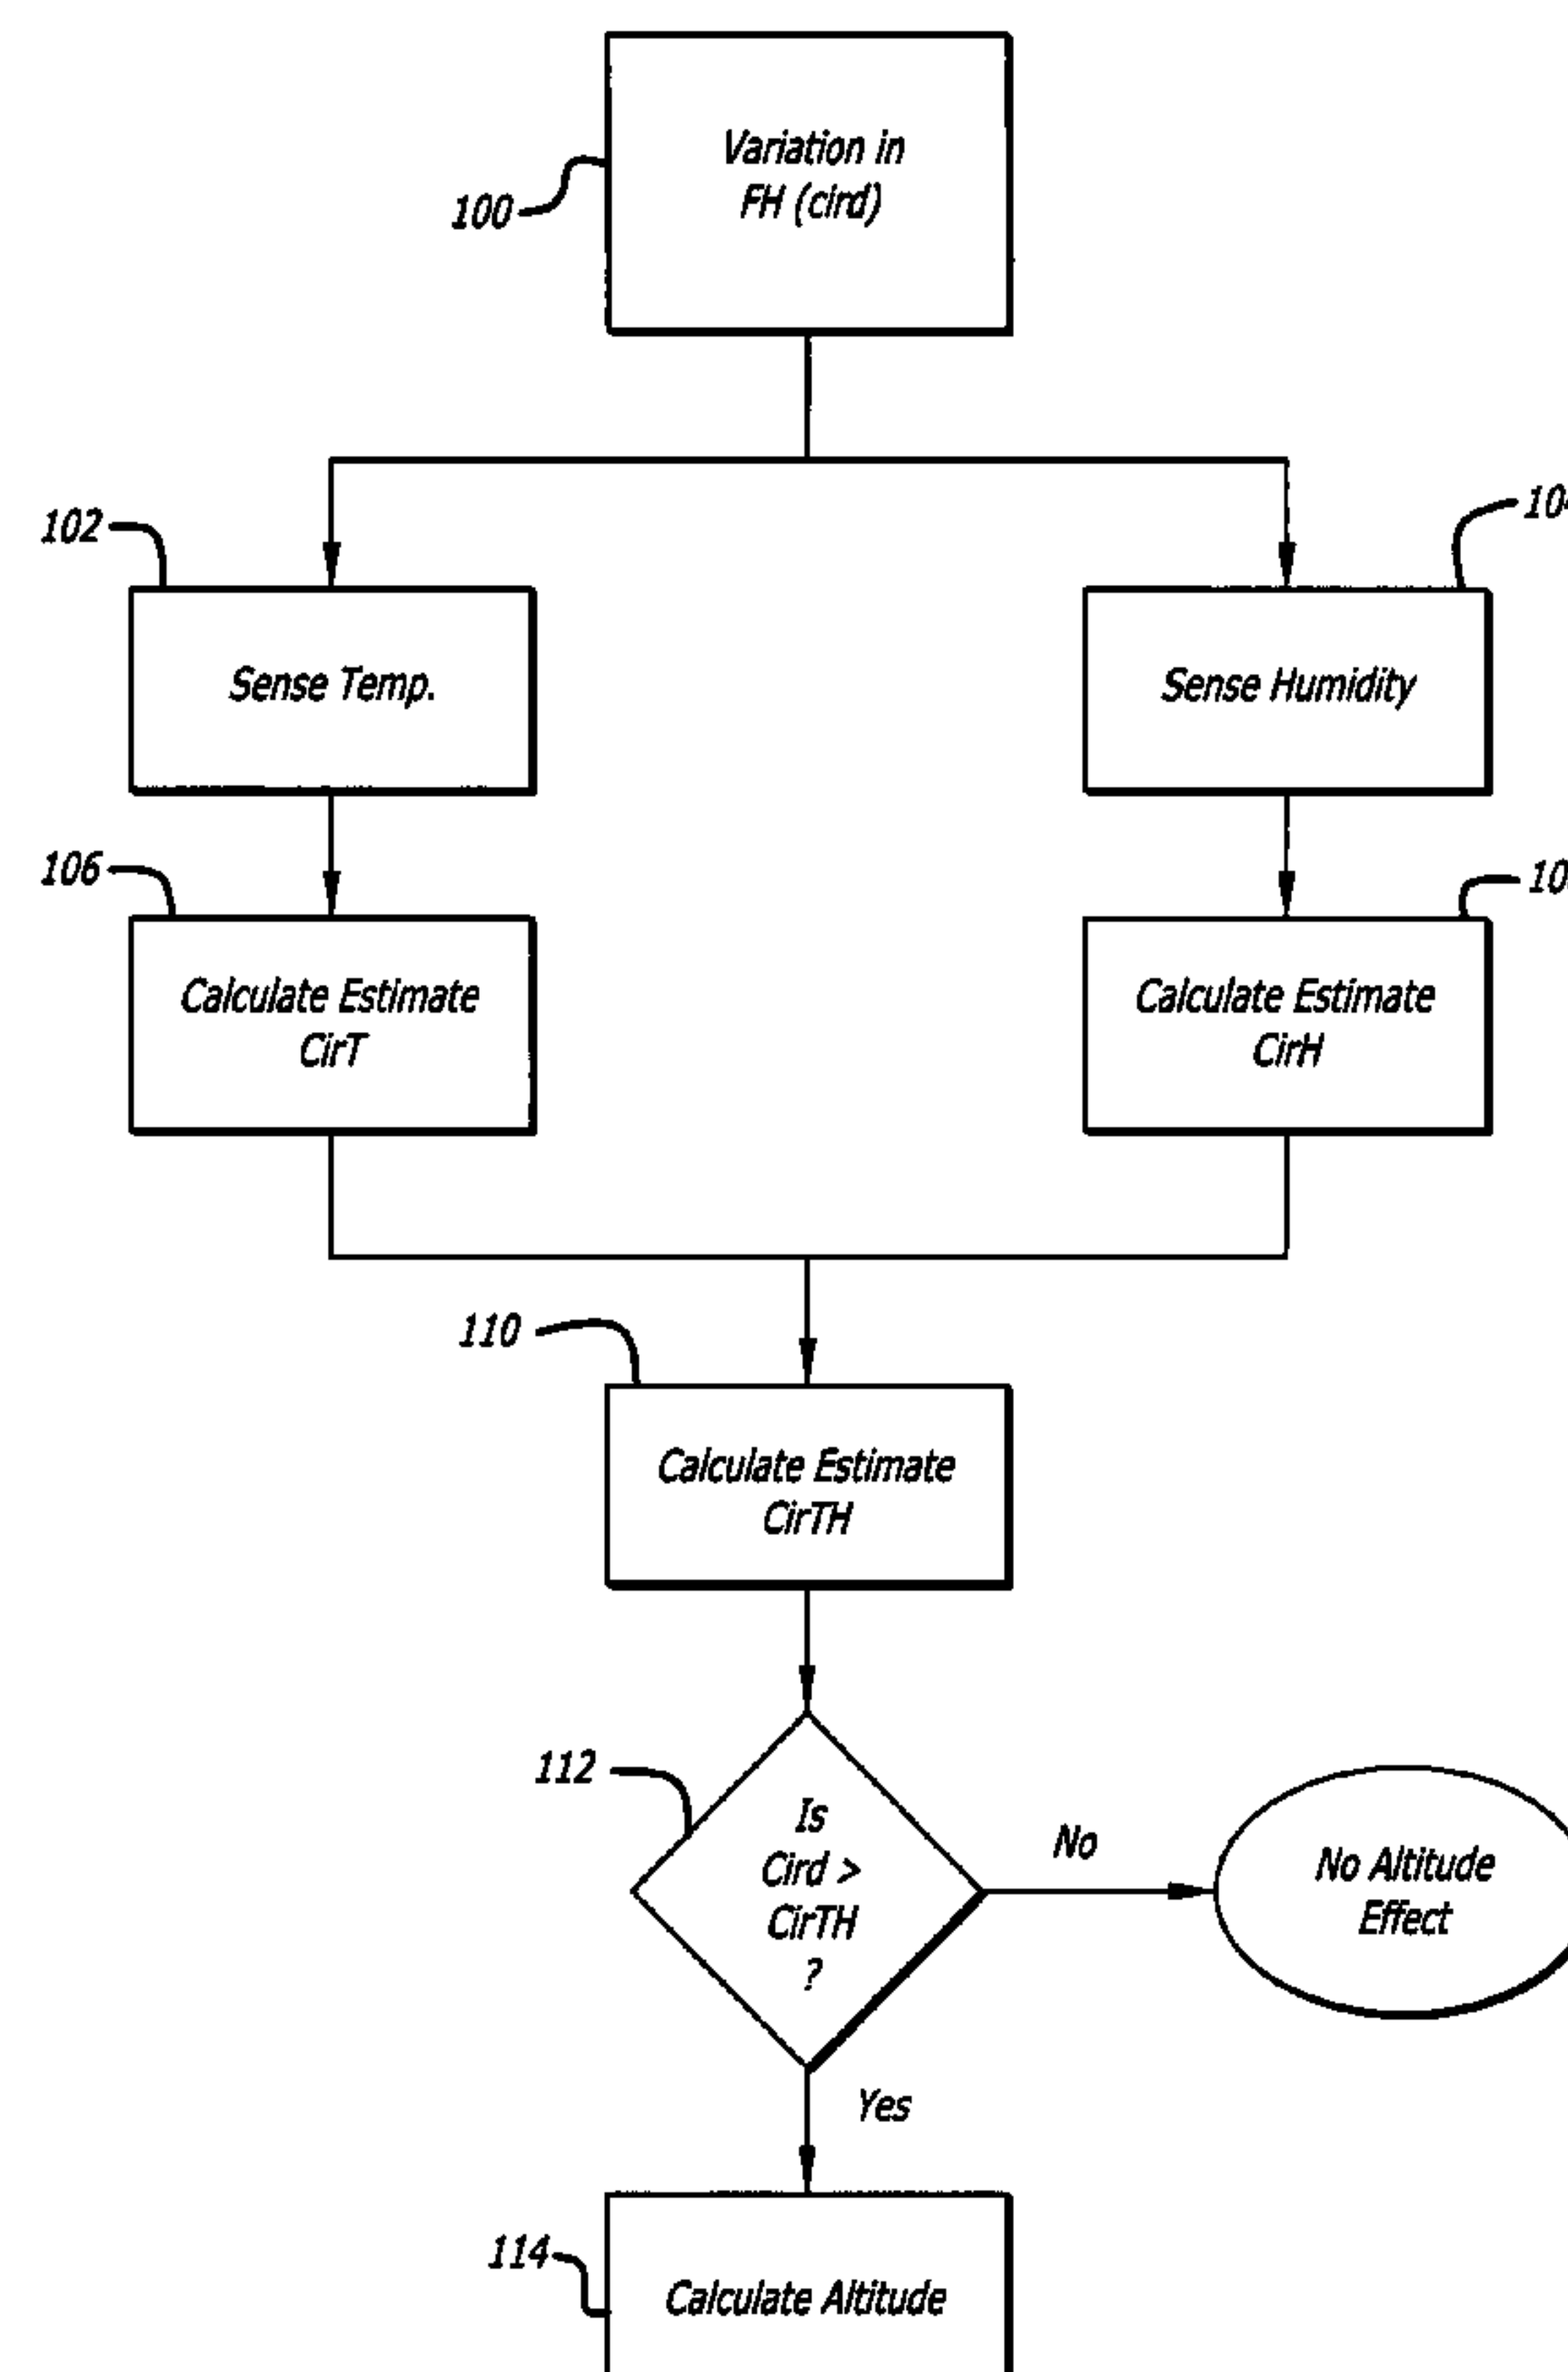 Variation in
FH (cird)
100
102
Sense Temp.
Sense Humidity
106
Calculate Estimate
CirT
Calculate Estimate
CirH
110
Calculate Estimate
CirTH
112
Is
Cird >
CirTH
?
No
No Altitude
Effect
Yes
114
Calculate Altitude